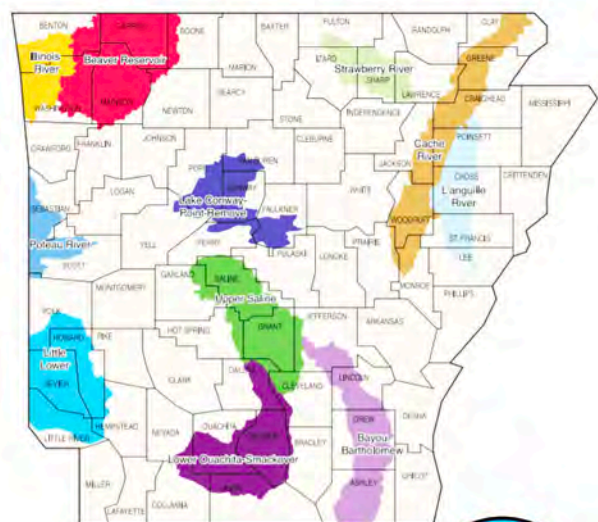 BENTON
CARROLL
BOONE
BAXTER
FULTON
RANDOLPH
CLAY
Illinois
River
Beaver Reservoir
MARION
IZARD
SHARP
Strawberry River
LAWRENCE
GREENE
WASHINGTON
MADISON
NEWTON
SEARCY
STONE
INDEPENDENCE
CRAIGHEAD
MISSISSIPPI
CRAWFORD
FRANKLIN
JOHNSON
POPE
VAN BUREN
CLEBURNE
JACKSON
Cache
River
POINSETT
CROSS
CRITTENDEN
SEBASTIAN
LOGAN
CONWAY
Lake Conway-
Point Remove
FAULKNER
WHITE
WOODRUFF
L'anguille
River
ST. FRANCIS
LEE
Poteau River
SCOTT
YELL
PERRY
PULASKI
LONOKE
PRAIRIE
MONROE
PHILLIPS
POLK
MONTGOMERY
GARLAND
SALINE
Upper Saline
HOT SPRING
GRANT
JEFFERSON
ARKANSAS
HOWARD
PIKE
Little
Lower
SEVIER
CLARK
CLEVELAND
LINCOLN
LITTLE RIVER
HEMPSTEAD
NEVADA
OUACHITA
Lower Ouachita-Smackover
BRADLEY
DREW
Bayou
Bartholomew
DESHA
MILLER
LAFAYETTE
COLUMBIA
UNION
ASHLEY
CHICOT